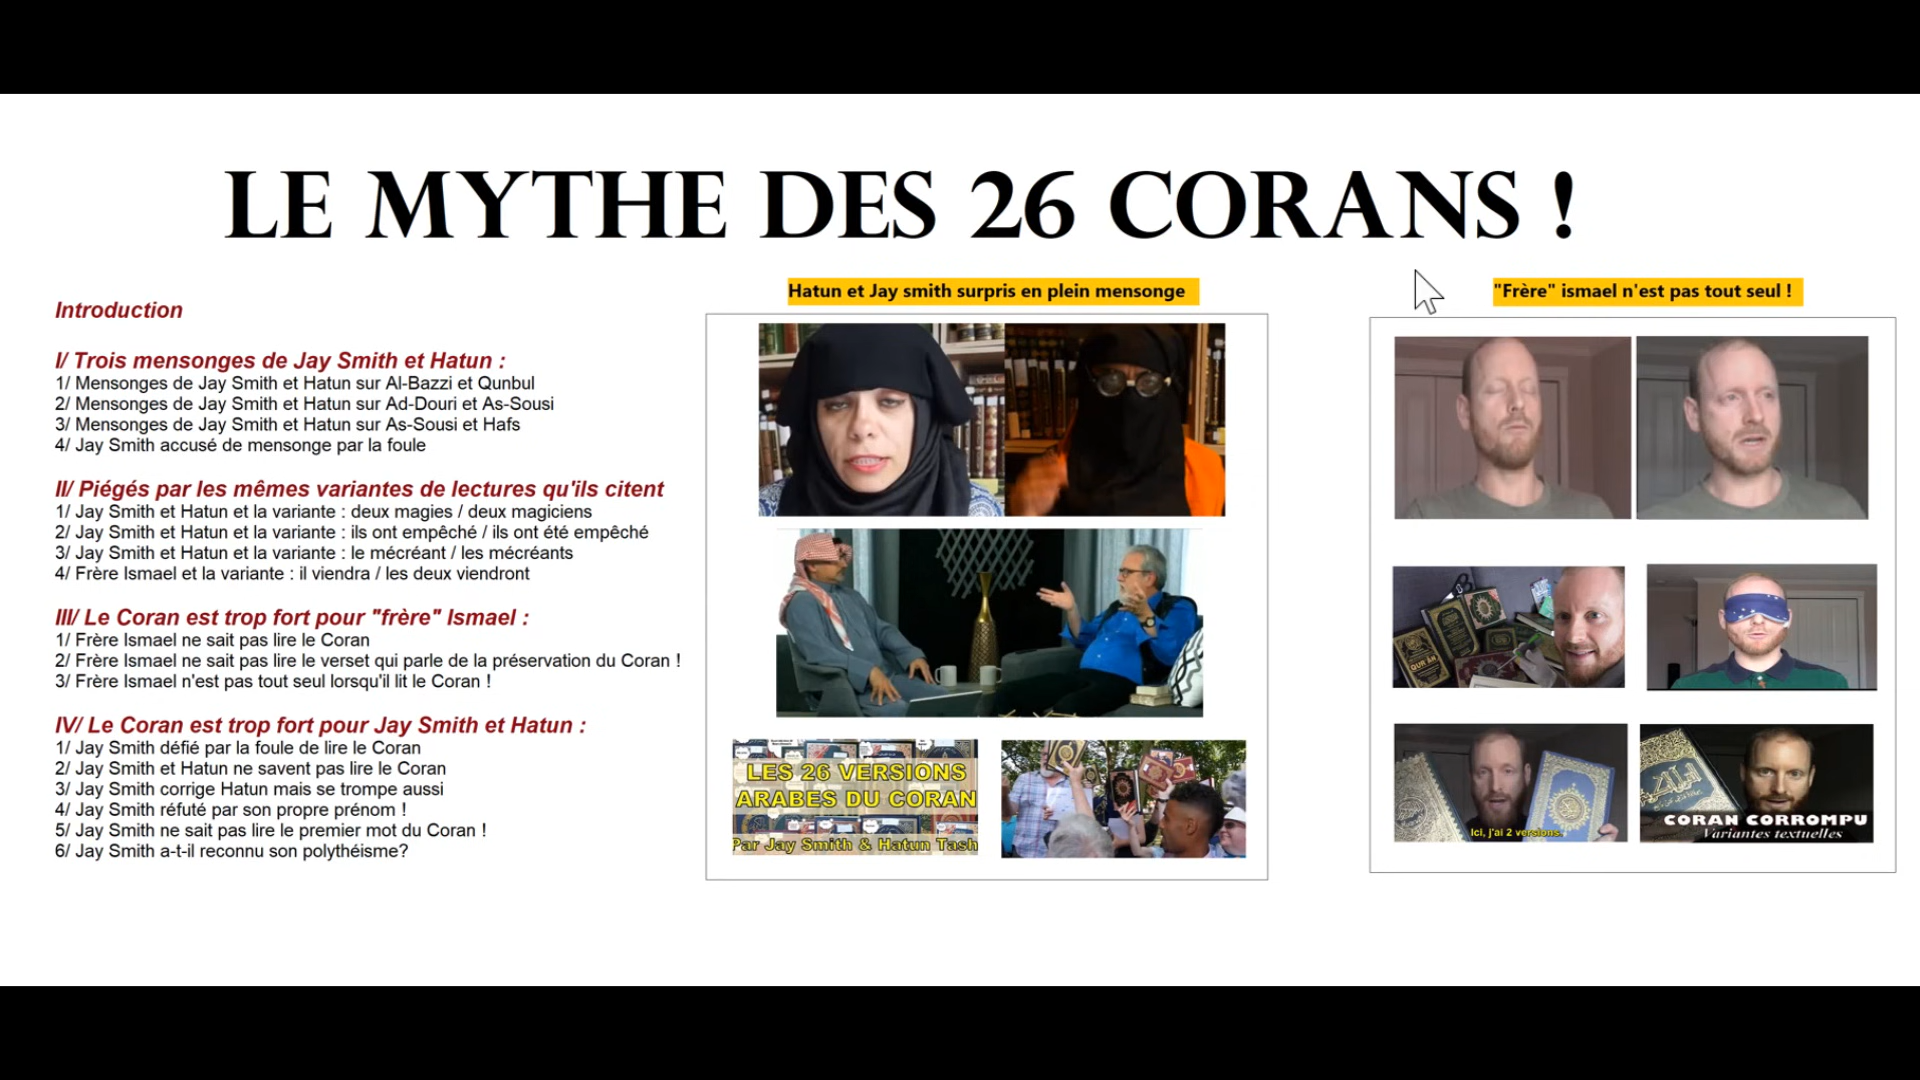 LE MYTHE DES 26 CORANS !
Introduction
I/ Trois mensonges de Jay Smith et Hatun :
1/ Mensonges de Jay Smith et Hatun sur Al-Bazzi et Qunbul
2/ Mensonges de Jay Smith et Hatun sur Ad-Douri et As-Sousi
3/ Mensonges de Jay Smith et Hatun sur As-Sousi et Hafs
4/ Jay Smith accusé de mensonge par la foule
II/ Piégés par les mêmes variantes de lectures qu'ils citent
1/ Jay Smith et Hatun et la variante : deux magies / deux magiciens
2/ Jay Smith et Hatun et la variante : ils ont empêché / ils ont été empêché
3/ Jay Smith et Hatun et la variante : le mécréant / les mécréants
4/ Frère Ismael et la variante : il viendra / les deux viendront
III/ Le Coran est trop fort pour "frère" Ismael :
1/ Frère Ismael ne sait pas lire le Coran
2/ Frère Ismael ne sait pas lire le verset qui parle de la préservation du Coran !
3/ Frère Ismael n'est pas tout seul lorsqu'il lit le Coran !
IV/ Le Coran est trop fort pour Jay Smith et Hatun :
1/ Jay Smith défié par la foule de lire le Coran
2/ Jay Smith et Hatun ne savent pas lire le Coran
3/ Jay Smith corrige Hatun mais se trompe aussi
4/ Jay Smith réfuté par son propre prénom !
5/ Jay Smith ne sait pas lire le premier mot du Coran !
6/ Jay Smith a-t-il reconnu son polythéisme?
Hatun et Jay smith surpris en plein mensonge
LES 26 VERSIONS
ARABES DU CORAN
Par Jay Smith & Hatun Tash
"Frère" ismael n'est pas tout seul !
QUR'AN
Ici, j'ai 2 versions
CORAN CORROMPU
Variantes textuelles